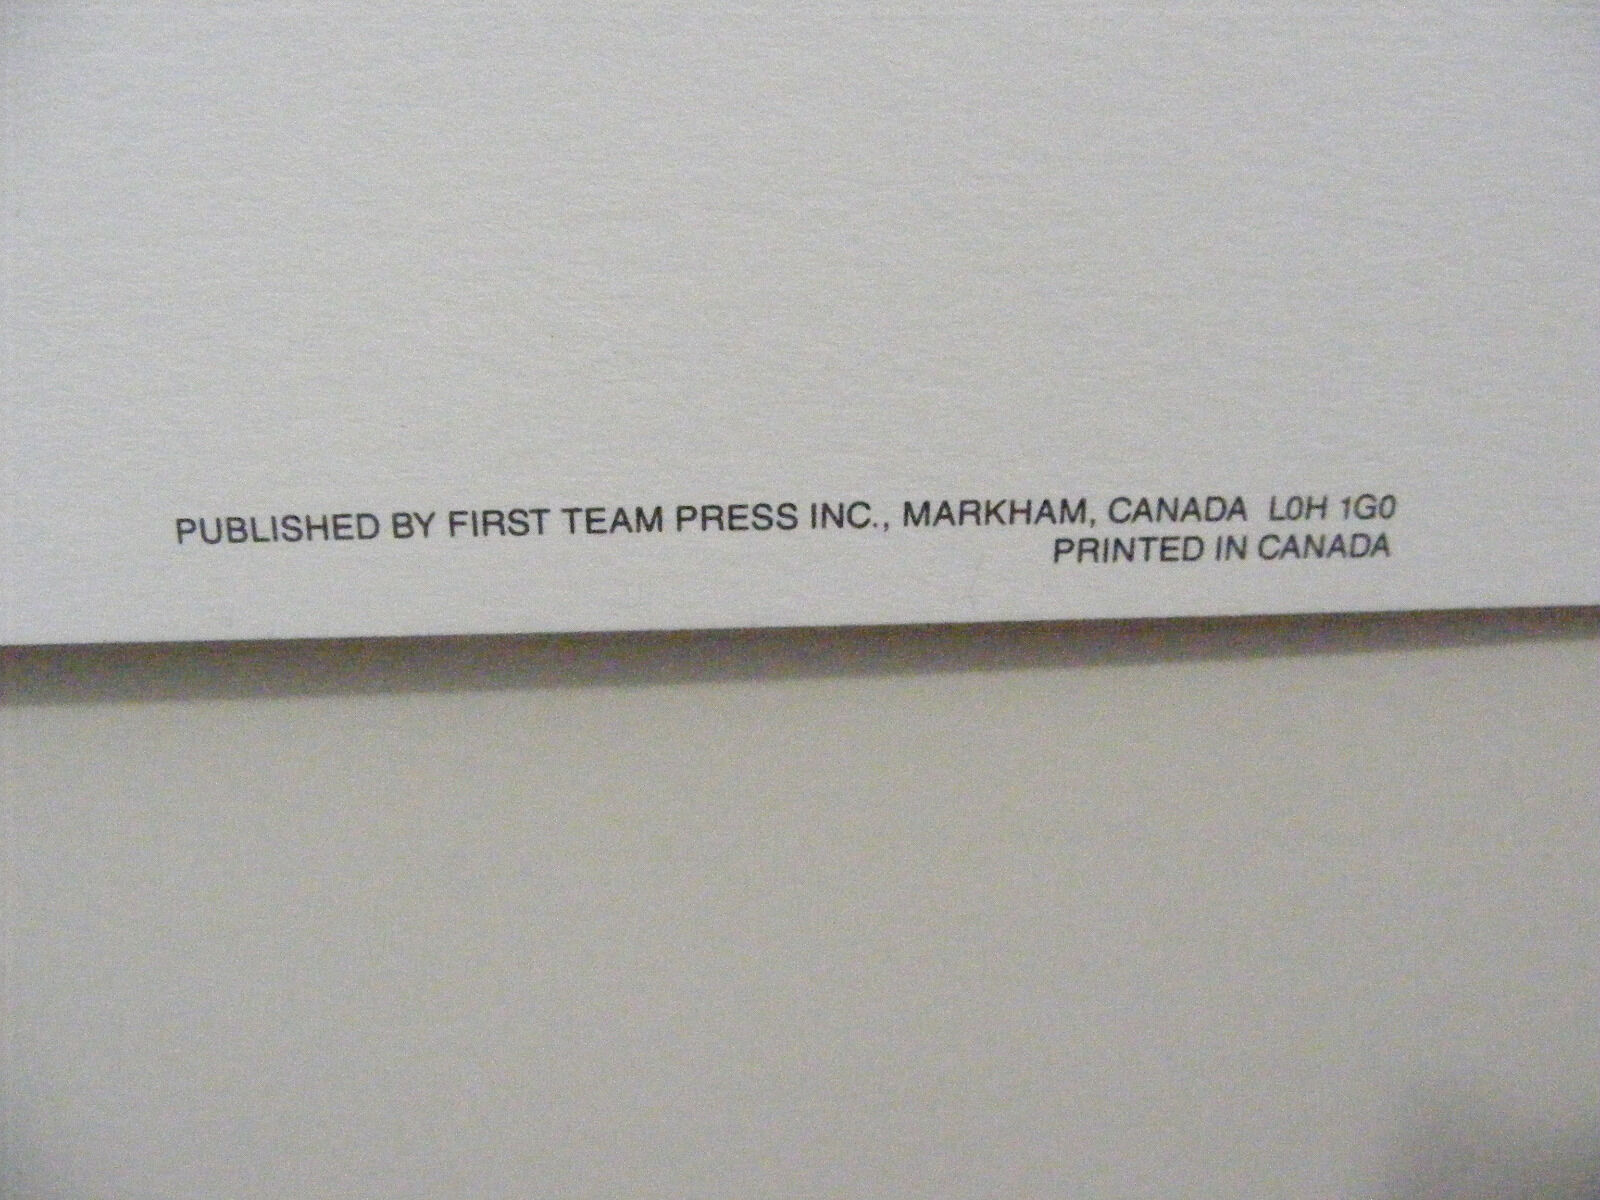 PUBLISHED BY FIRST TEAM PRESS INC., MARKHAM, CANADA L0H 1G0
PRINTED IN CANADA